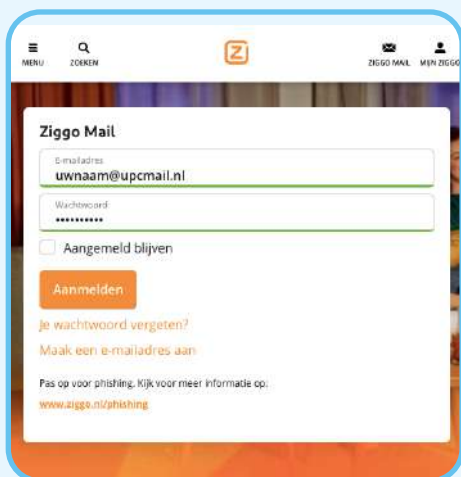 MENU
ZOEKEN
Z
ZIGGO MAIL
MIJN ZIGGO
Ziggo Mail
E-mailadres
uwnaam@upcmail.nl
Wachtwoord
••••••••••
Aangemeld blijven
Aanmelden
Je wachtwoord vergeten?
Maak een e-mailadres aan
Pas op voor phishing. Kijk voor meer informatie op:
www.ziggo.nl/phishing